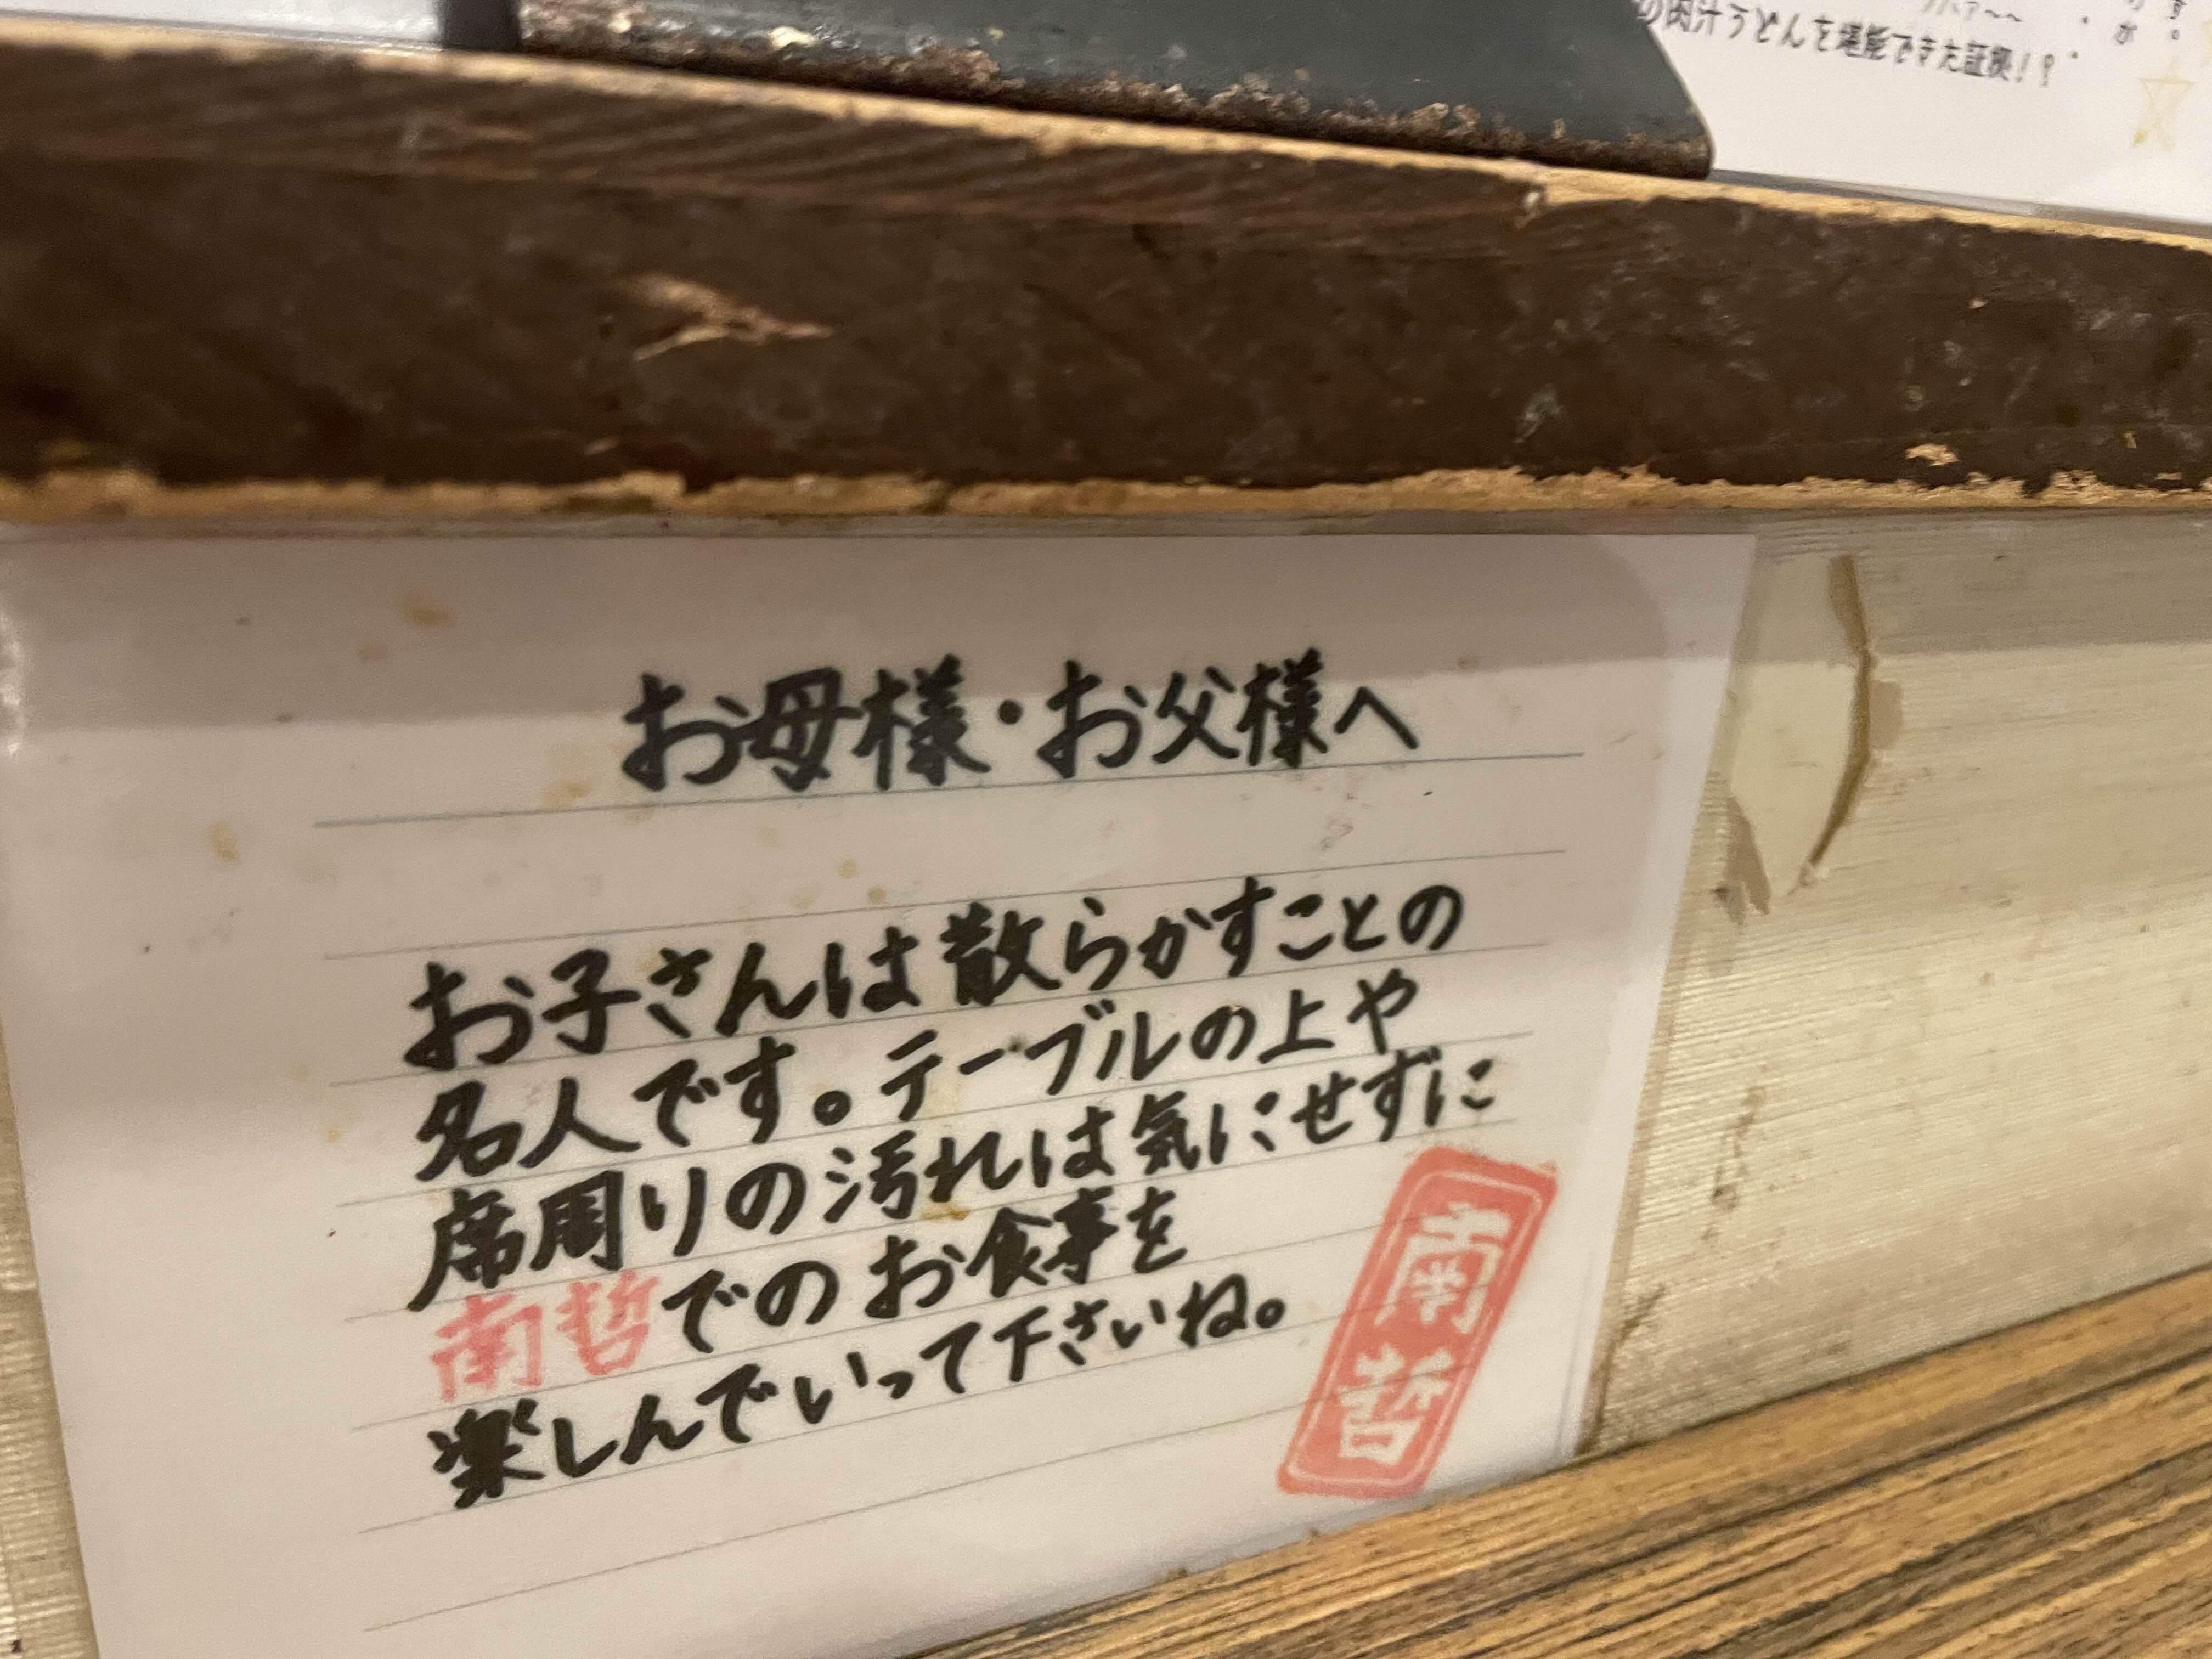 の肉汁うどんを堪能できた証拠!?
お母様・お父様へ
お子さんは散らかすことの
名人です。テーブルの上や
席周りの汚れは気にせずに
南哲でのお食事を
楽しんでいって下さいね。
南哲